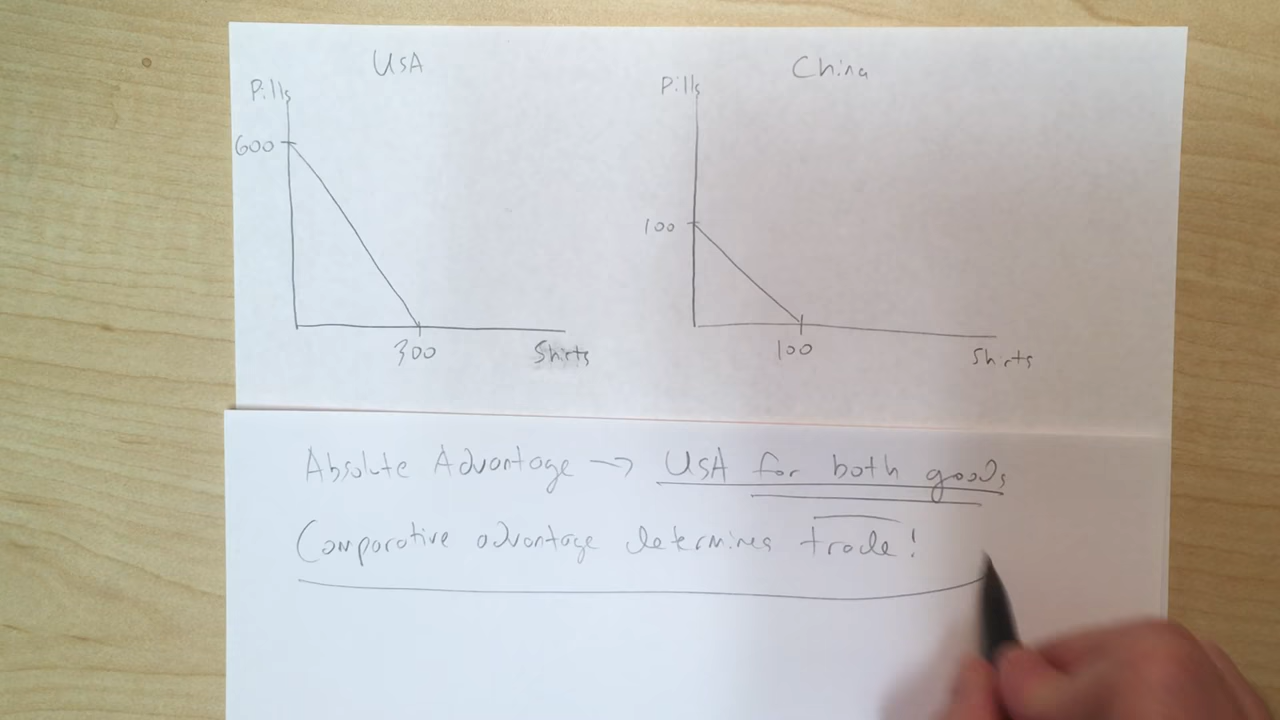 USA
Pills
600
300
Shirts
China
Pills
100
100
Shirts
Absolute Advantage → USA for both goods
Comparative advantage determines trade!